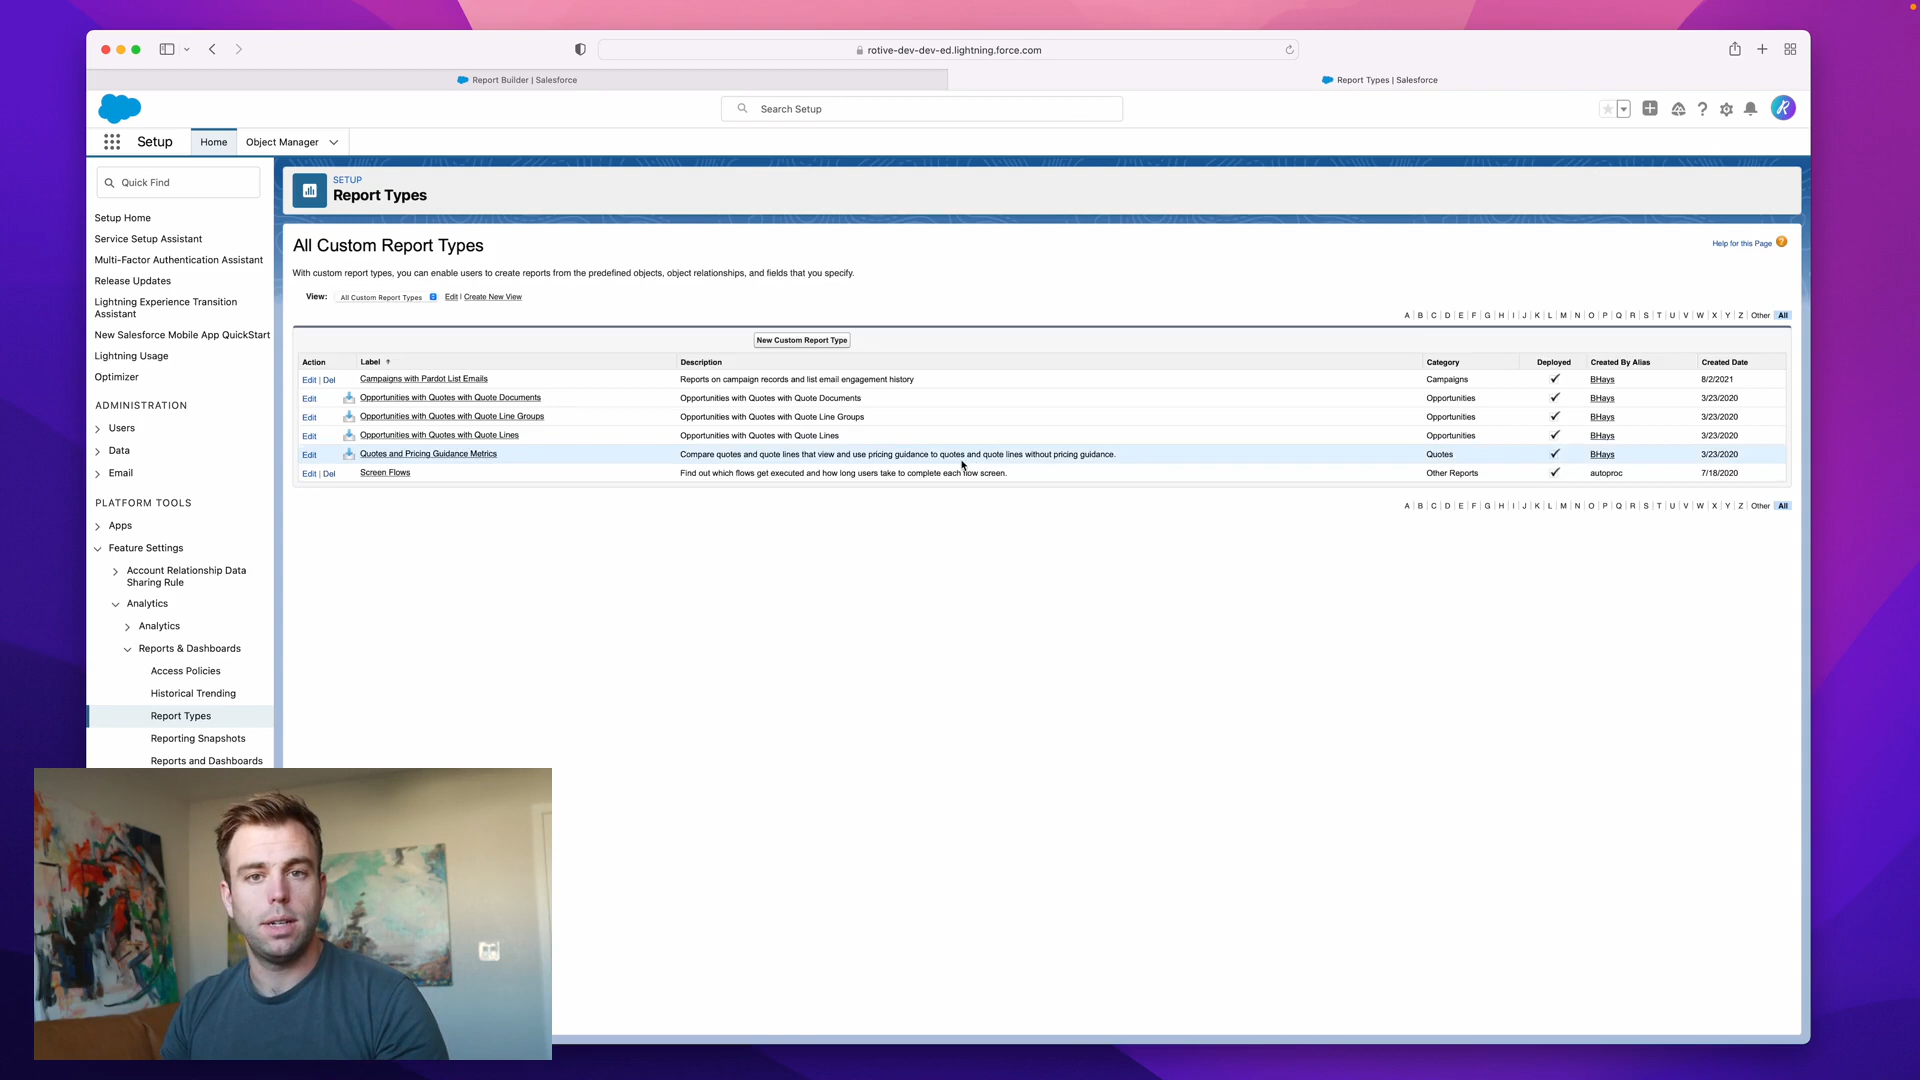 rotive-dev-dev-ed.lightning.force.com
Report Builder | Salesforce
Report Types | Salesforce
Search Setup
Setup
Home
Object Manager
Quick Find
Setup Home
Service Setup Assistant
Multi-Factor Authentication Assistant
Release Updates
Lightning Experience Transition
Assistant
New Salesforce Mobile App QuickStart
Lightning Usage
Optimizer
ADMINISTRATION
Users
Data
Email
PLATFORM TOOLS
Apps
Feature Settings
Account Relationship Data
Sharing Rule
Analytics
Analytics
Reports & Dashboards
Access Policies
Historical Trending
Report Types
Reporting Snapshots
Reports and Dashboards
SETUP
Report Types
All Custom Report Types
Help for this Page ?
With custom report types, you can enable users to create reports from the predefined objects, object relationships, and fields that you specify.
View: All Custom Report Types Edit | Create New View
A | B | C | D | E | F | G | H | I | J | K | L | M | N | O | P | Q | R | S | T | U | V | W | X | Y | Z | Other All
New Custom Report Type
Action Label Description Category Deployed Created By Alias Created Date
Edit | Del Campaigns with Pardot List Emails Reports on campaign records and list email engagement history Campaigns BHays 8/2/2021
Edit Opportunities with Quotes with Quote Documents Opportunities with Quotes with Quote Documents Opportunities BHays 3/23/2020
Edit Opportunities with Quotes with Quote Line Groups Opportunities with Quotes with Quote Line Groups Opportunities BHays 3/23/2020
Edit Opportunities with Quotes with Quote Lines Opportunities with Quotes with Quote Lines Opportunities BHays 3/23/2020
Edit Quotes and Pricing Guidance Metrics Compare quotes and quote lines that view and use pricing guidance to quotes and quote lines without pricing guidance. Quotes BHays 3/23/2020
Edit | Del Screen Flows Find out which flows get executed and how long users take to complete each flow screen. Other Reports autoproc 7/18/2020
A | B | C | D | E | F | G | H | I | J | K | L | M | N | O | P | Q | R | S | T | U | V | W | X | Y | Z | Other All